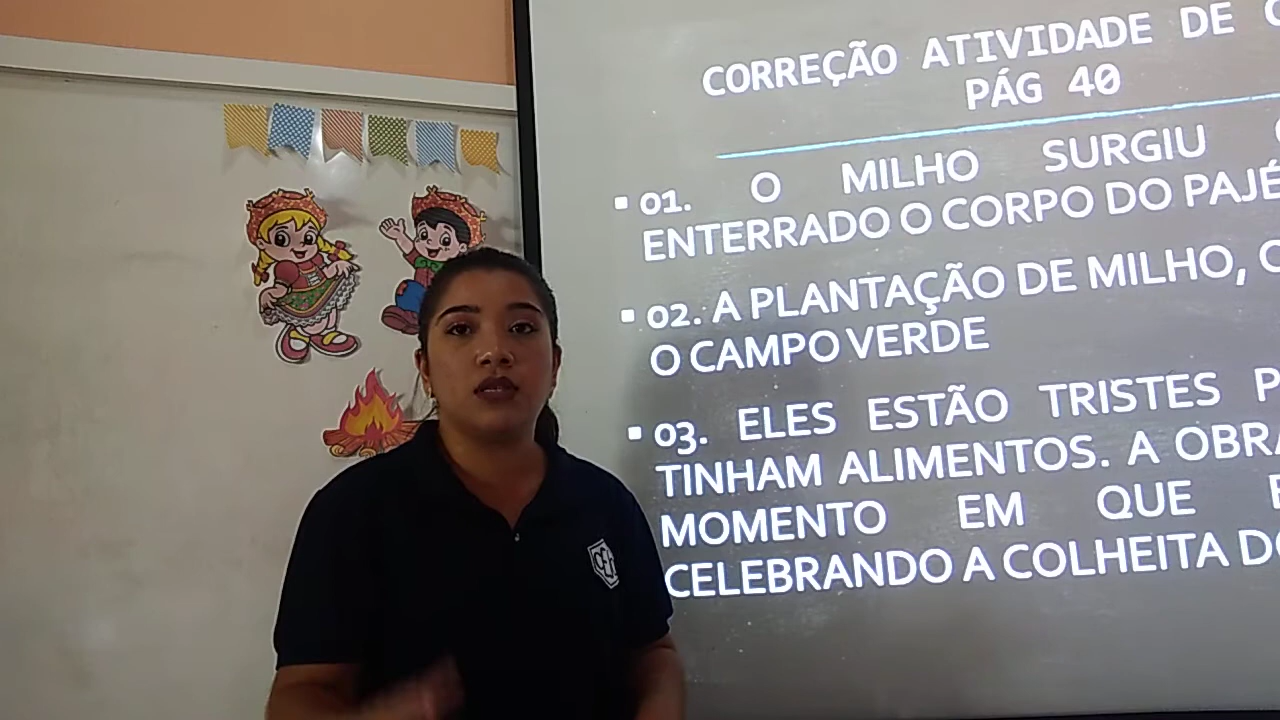 CORREÇÃO ATIVIDADE DE
PÁG 40
▪ 01. O MILHO SURGIU
ENTERRADO O CORPO DO PAJÉ
▪ 02. A PLANTAÇÃO DE MILHO,
O CAMPO VERDE
▪ 03. ELES ESTÃO TRISTES P
TINHAM ALIMENTOS. A OBRA
MOMENTO EM QUE E
CELEBRANDO A COLHEITA DO